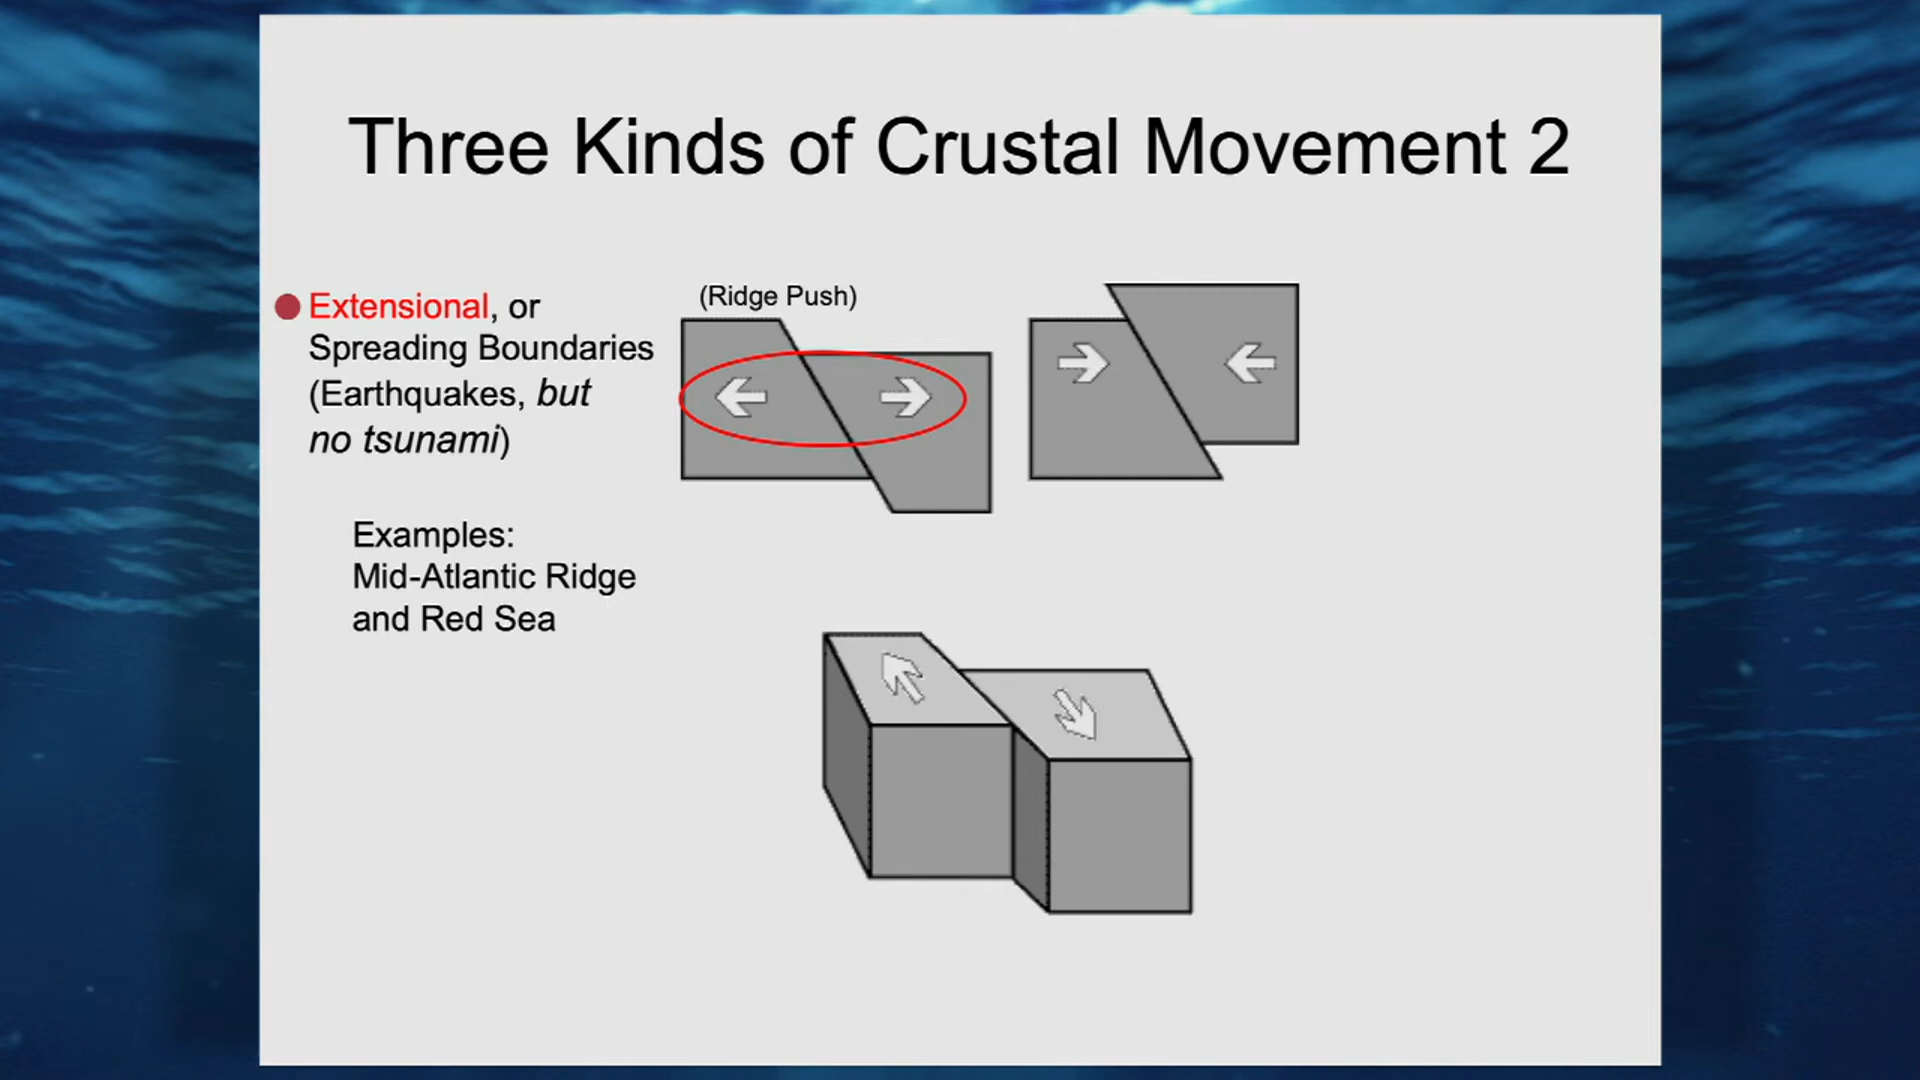 Three Kinds of Crustal Movement 2
Extensional, or
Spreading Boundaries
(Earthquakes, but
no tsunami)
(Ridge Push)
Examples:
Mid-Atlantic Ridge
and Red Sea